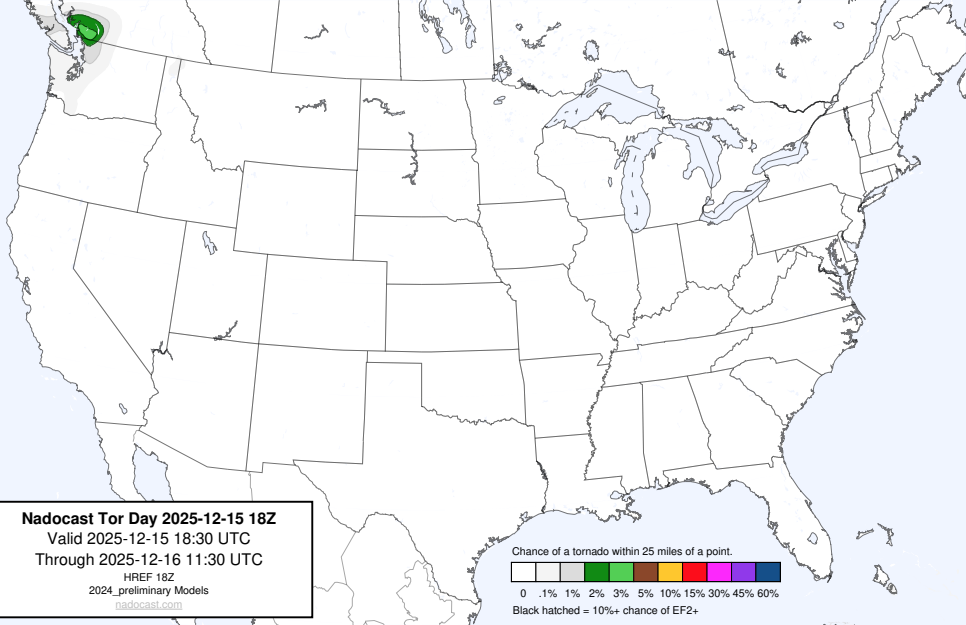 Nadocast Tor Day 2025-12-15 18Z
Valid 2025-12-15 18:30 UTC
Through 2025-12-16 11:30 UTC
HREF 18Z
2024_preliminary Models
nadocast.com
Chance of a tornado within 25 miles of a point.
0 .1% 1% 2% 3% 5% 10% 15% 30% 45% 60%
Black hatched = 10%+ chance of EF2+